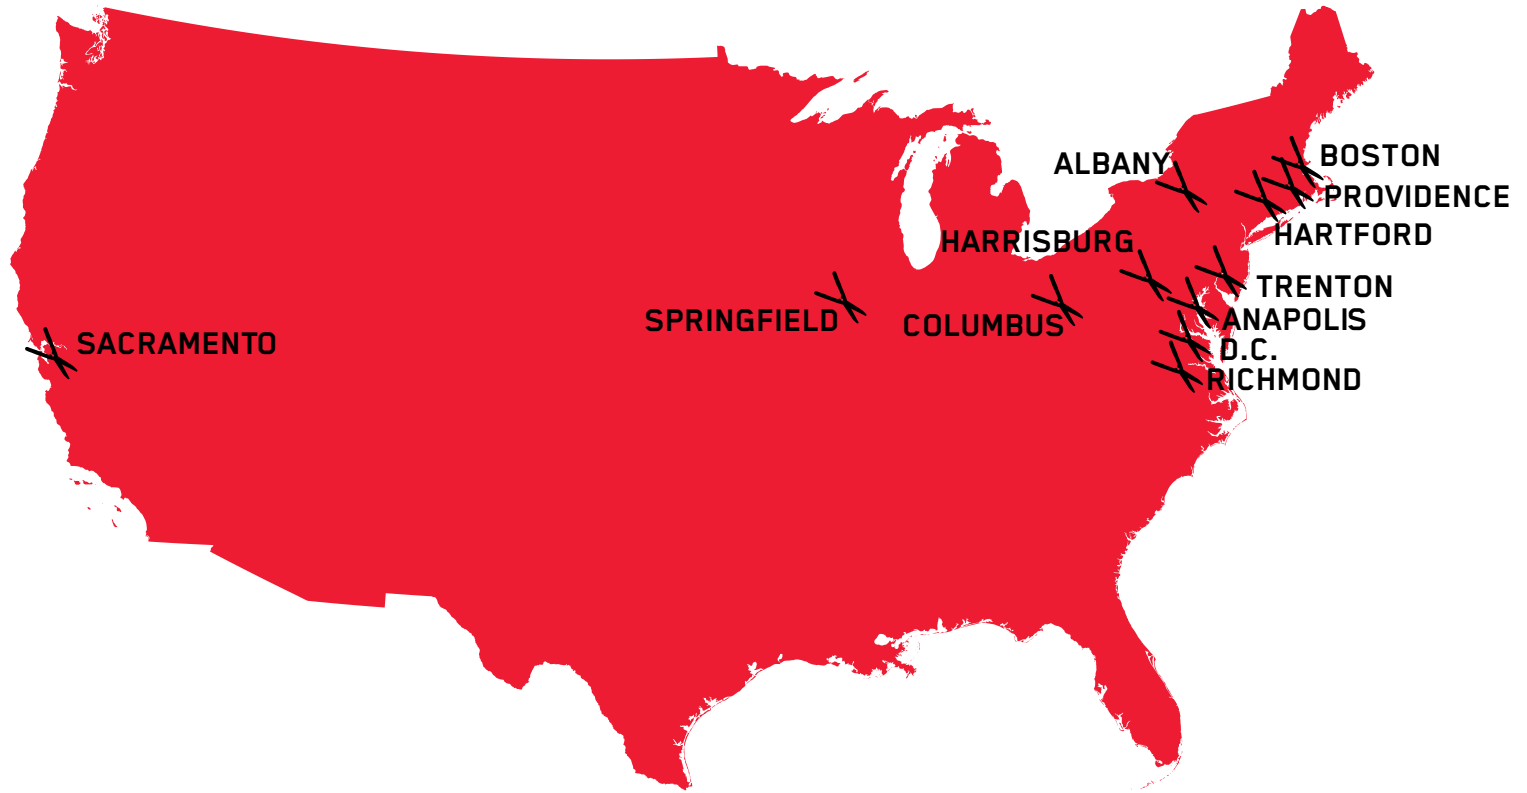 BOSTON
ALBANY
PROVIDENCE
HARTFORD
HARRISBURG
TRENTON
SPRINGFIELD
COLUMBUS
ANAPOLIS
SACRAMENTO
D.C.
RICHMOND